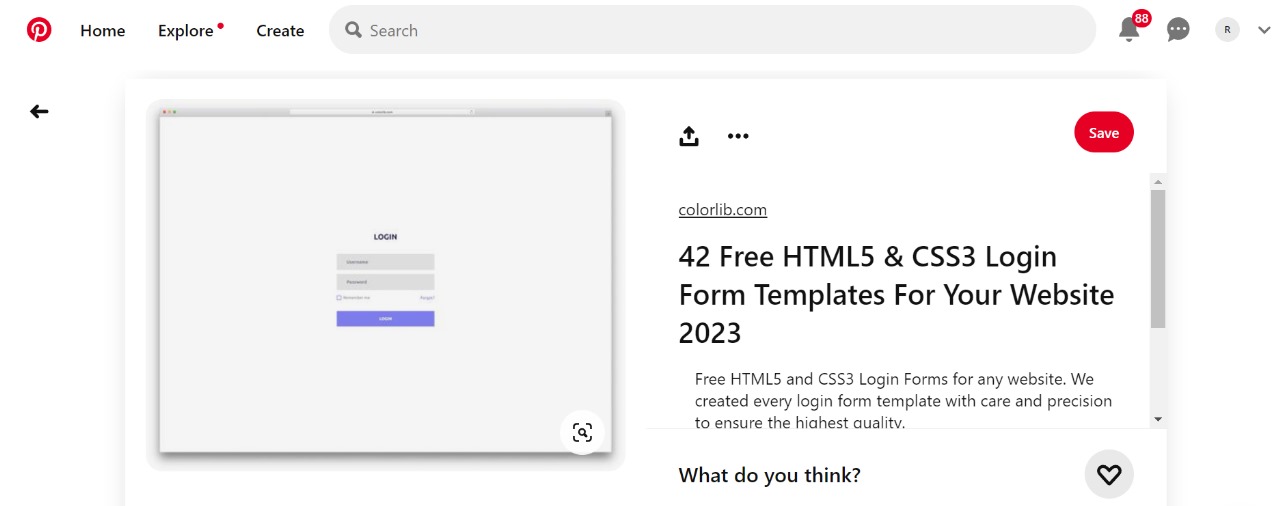 Home Explore Create Search 88 R
colorlib.com
LOGIN
Username
Password
Remember me Forgot?
LOGIN
Save
colorlib.com
42 Free HTML5 & CSS3 Login
Form Templates For Your Website
2023
Free HTML5 and CSS3 Login Forms for any website. We
created every login form template with care and precision
to ensure the highest quality.
What do you think?